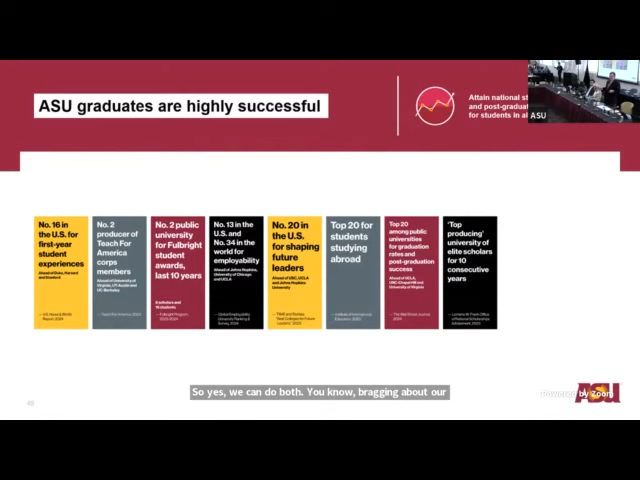 ASU graduates are highly successful
Attain national st
and post-graduat
for students in al
ASU
No. 16 in
the U.S. for
first-year
student
experiences
Ahead of Duke, Harvard
and Stanford
— U.S. News & World
Report, 2024
No. 2
producer of
Teach For
America
corps
members
Ahead of University of
Virginia, UT-Austin and
UC-Berkeley
No. 2 public
university
for Fulbright
student
awards,
last 10 years
— Fulbright Program,
No. 13 in the
U.S. and
No. 34 in the
world for
employability
Ahead of Johns Hopkins,
University of Chicago
and UCLA
— Global Employability
University Ranking &
Survey, 2024
No. 20 in
the U.S.
for shaping
future
leaders
Ahead of USC, UCLA
and Johns Hopkins
University
Top 20 for
students
studying
abroad
— Institute of International
Top 20
among public
universities
for graduation
rates and
post-graduation
success
Ahead of UCLA,
UNC-Chapel Hill and
University of Virginia
— The Wall Street Journal,
2024
'Top
producing'
university of
elite scholars
for 10
consecutive
years
So yes, we can do both. You know, bragging about our
Powered by Zoom
ASU